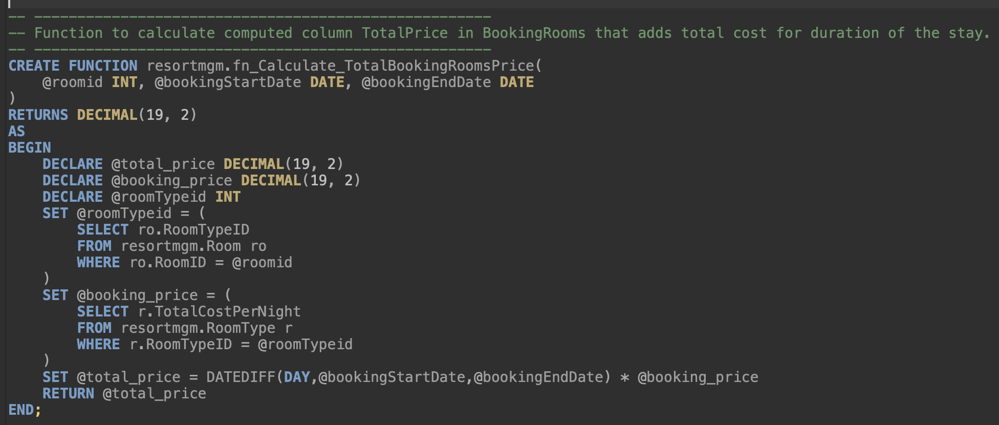 -- -----------------------------------------------------
-- Function to calculate computed column TotalPrice in BookingRooms that adds total cost for duration of the stay.
-- -----------------------------------------------------
CREATE FUNCTION resortmgm.fn_Calculate_TotalBookingRoomsPrice(
    @roomid INT, @bookingStartDate DATE, @bookingEndDate DATE
)
RETURNS DECIMAL(19, 2)
AS
BEGIN
    DECLARE @total_price DECIMAL(19, 2)
    DECLARE @booking_price DECIMAL(19, 2)
    DECLARE @roomTypeid INT
    SET @roomTypeid = (
        SELECT ro.RoomTypeID
        FROM resortmgm.Room ro
        WHERE ro.RoomID = @roomid
    )
    SET @booking_price = (
        SELECT r.TotalCostPerNight
        FROM resortmgm.RoomType r
        WHERE r.RoomTypeID = @roomTypeid
    )
    SET @total_price = DATEDIFF(DAY,@bookingStartDate,@bookingEndDate) * @booking_price
    RETURN @total_price
END;